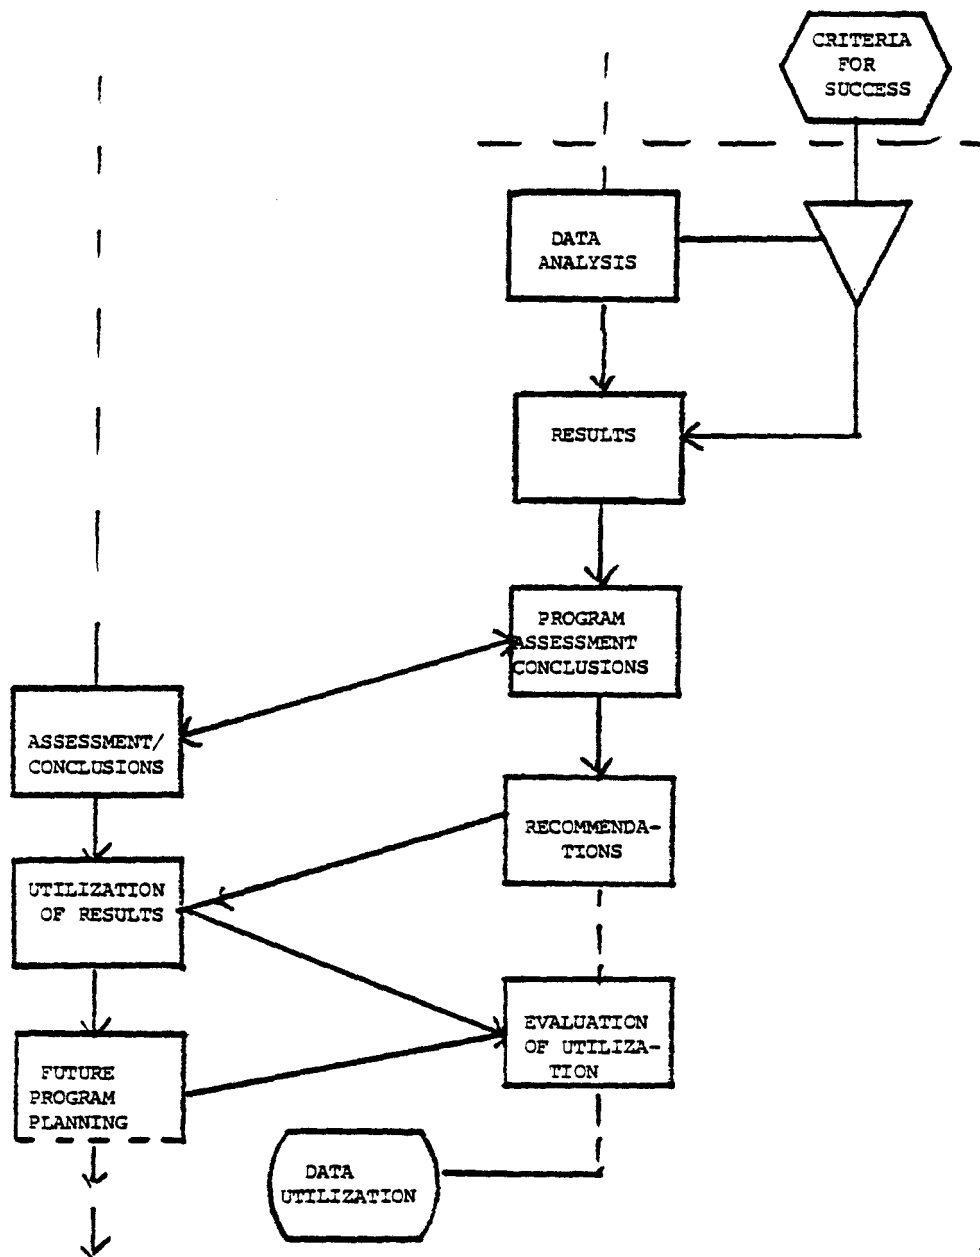 CRITERIA
FOR
SUCCESS
DATA
ANALYSIS
RESULTS
PROGRAM
ASSESSMENT
CONCLUSIONS
ASSESSMENT/
CONCLUSIONS
RECOMMENDA-
TIONS
UTILIZATION
OF RESULTS
EVALUATION
OF UTILIZA-
TION
FUTURE
PROGRAM
PLANNING
DATA
UTILIZATION